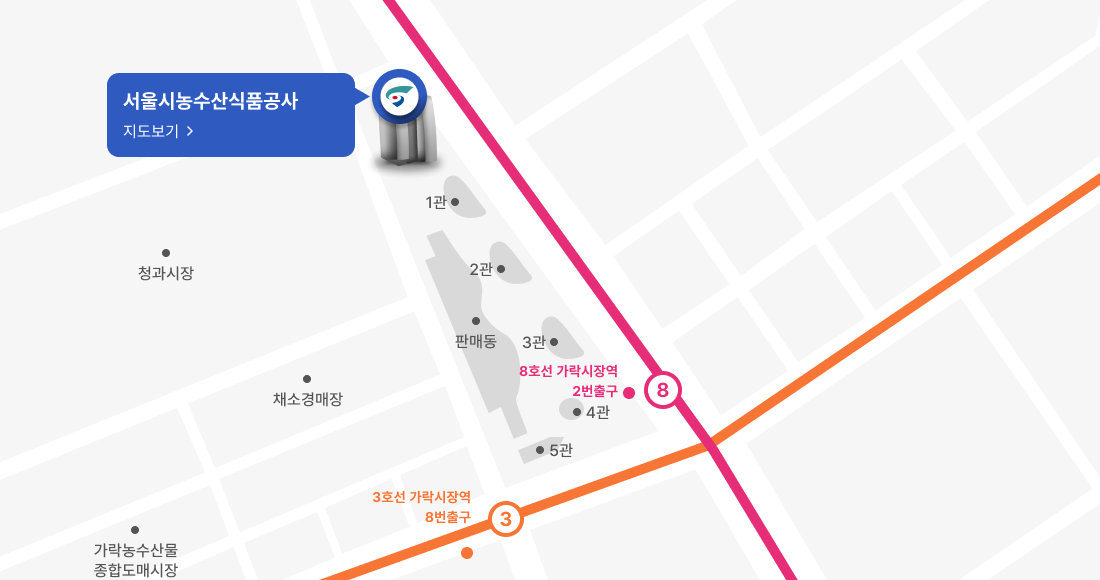 서울시농수산식품공사
지도보기
1관
2관
청과시장
판매동
3관
8호선 가락시장역
2번출구
8
채소경매장
4관
5관
3호선 가락시장역
8번출구
3
가락농수산물
종합도매시장